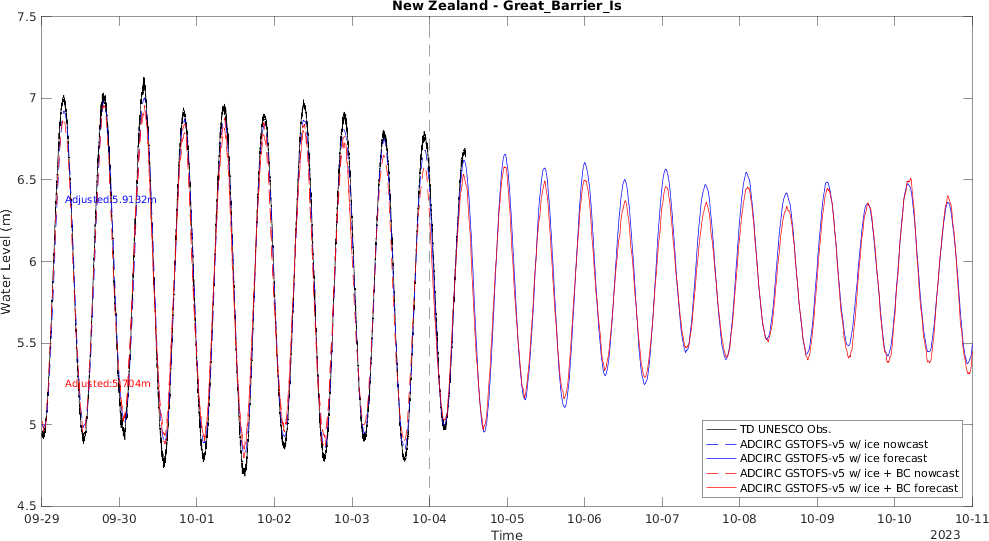 New Zealand - Great_Barrier_Is
7.5
7
6.5
6
5.5
5
4.5
Water Level (m)
Adjusted:5.9132m
Adjusted:5.704m
TD UNESCO Obs.
ADCIRC GSTOFS-v5 w/ ice nowcast
ADCIRC GSTOFS-v5 w/ ice forecast
ADCIRC GSTOFS-v5 w/ ice + BC nowcast
ADCIRC GSTOFS-v5 w/ ice + BC forecast
09-29 09-30 10-01 10-02 10-03 10-04 10-05 10-06 10-07 10-08 10-09 10-10 10-11
Time
2023